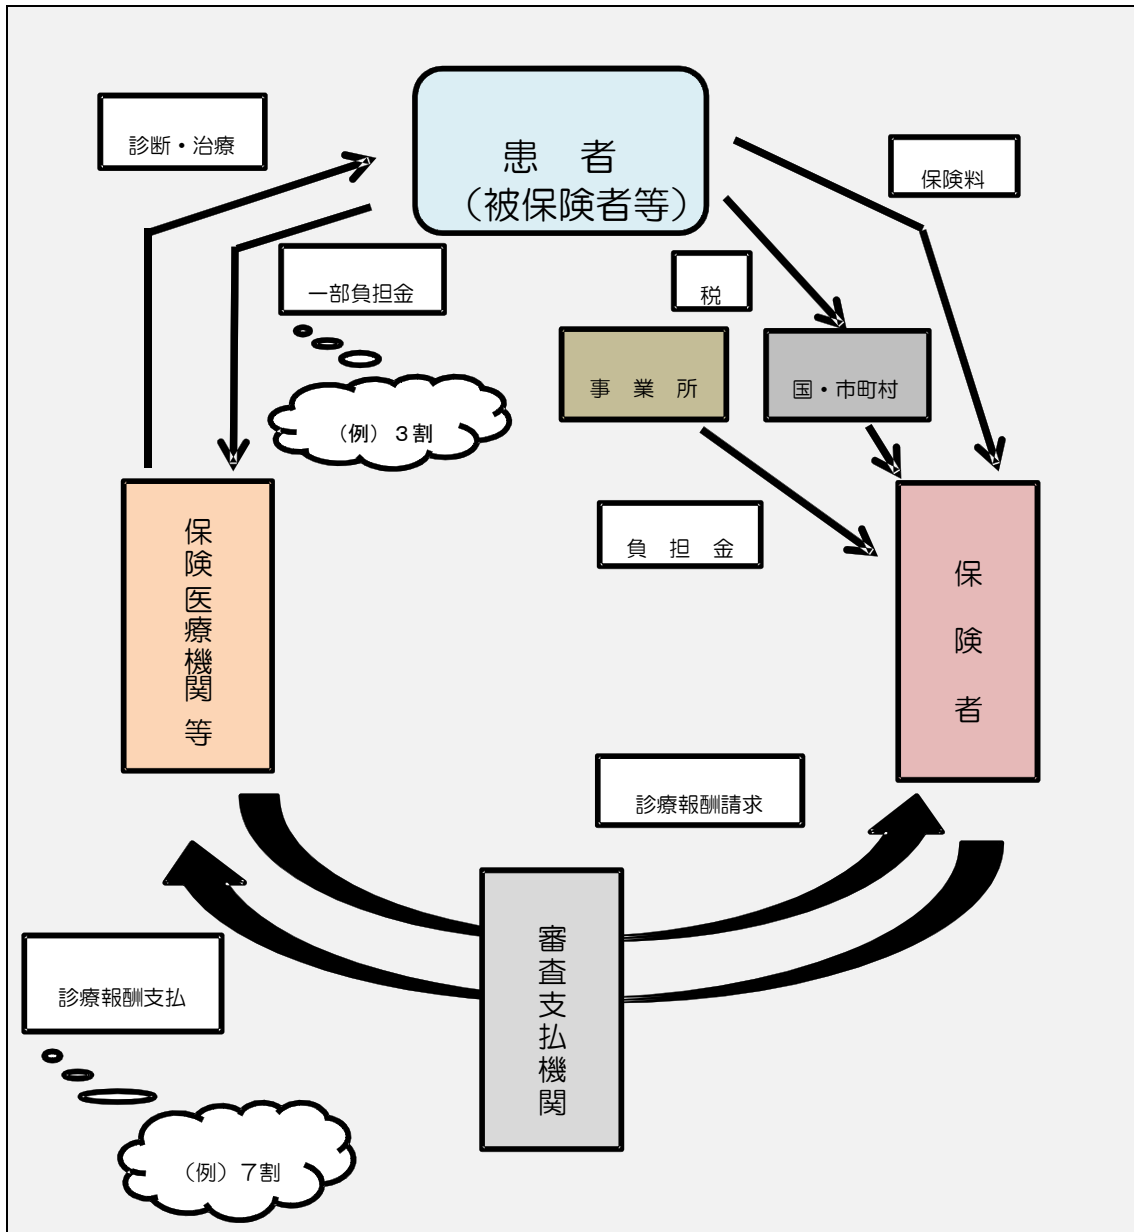 患　者
（被保険者等）
診断・治療
保険料
一部負担金
税
（例）３割
事　業　所
国・市町村
負　担　金
保険医療機関等
保険者
診療報酬請求
審査支払機関
診療報酬支払
（例）７割